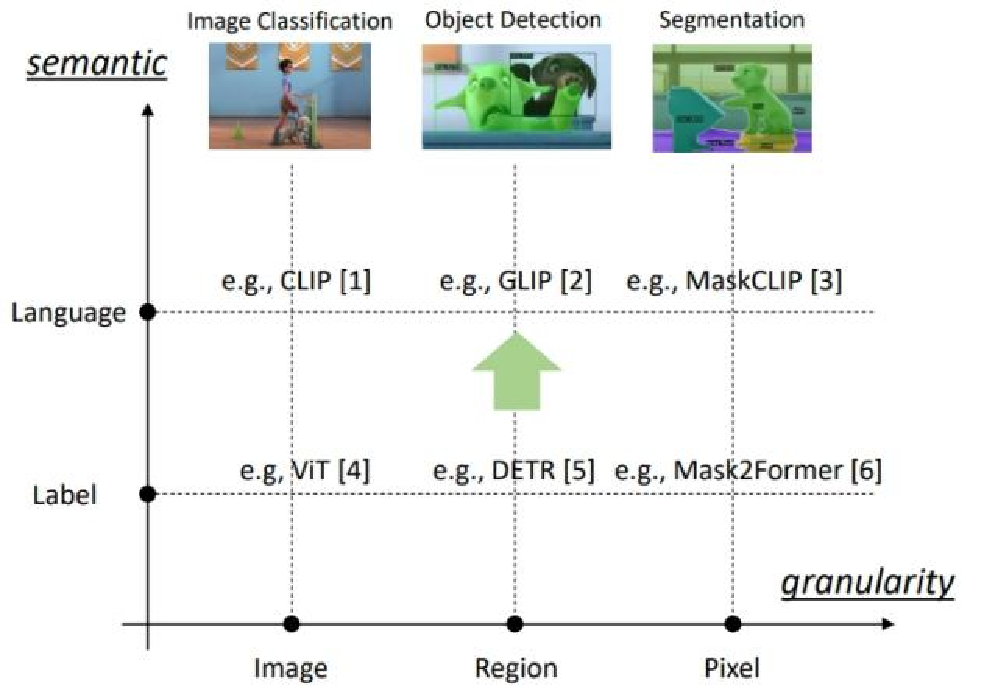 Image Classification
Object Detection
Segmentation
semantic
e.g., CLIP [1]
e.g., GLIP [2]
e.g., MaskCLIP [3]
Language
e.g, ViT [4]
e.g., DETR [5]
e.g., Mask2Former [6]
Label
granularity
Image
Region
Pixel